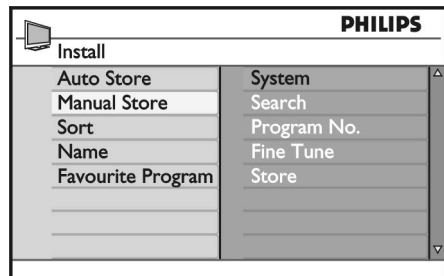 PHILIPS
Install
Auto Store
Manual Store
Sort
Name
Favourite Program
System
Search
Program No.
Fine Tune
Store